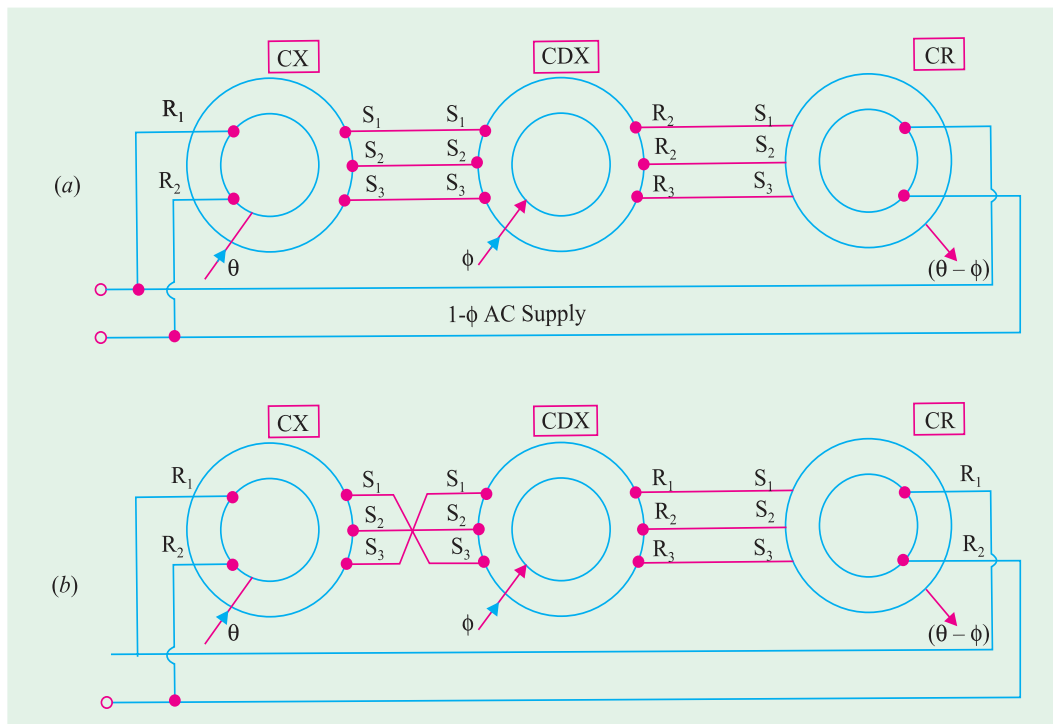 CX CDX CR
R₁ S₁ S₁ R₂ S₁
S₂ S₂ R₂ S₂
R₂ S₃ S₃ R₃ S₃
(a)
θ ϕ (θ – ϕ)
1-ϕ AC Supply
CX CDX CR
R₁ S₁ S₁ R₁ S₁ R₁
S₂ S₂ R₂ S₂
R₂ S₃ S₃ R₃ S₃ R₂
(b)
θ ϕ (θ – ϕ)